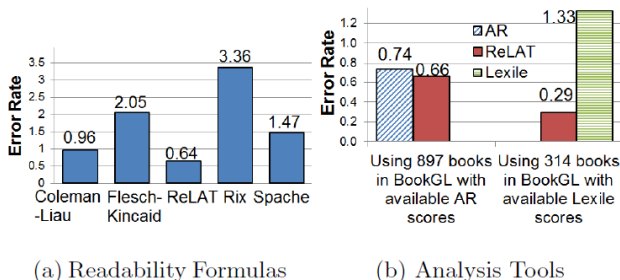 Error Rate
3.5
3
2.5
2
1.5
1
0.5
0
0.96
2.05
0.64
3.36
1.47
Coleman
-Liau
Flesch-
Kincaid
ReLAT
Rix
Spache
(a) Readability Formulas
Error Rate
1.2
1.0
0.8
0.6
0.4
0.2
0.0
AR
ReLAT
Lexile
0.74
0.66
0.29
1.33
Using 897 books
in BookGL with
available AR
scores
Using 314 books
in BookGL with
available Lexile
scores
(b) Analysis Tools